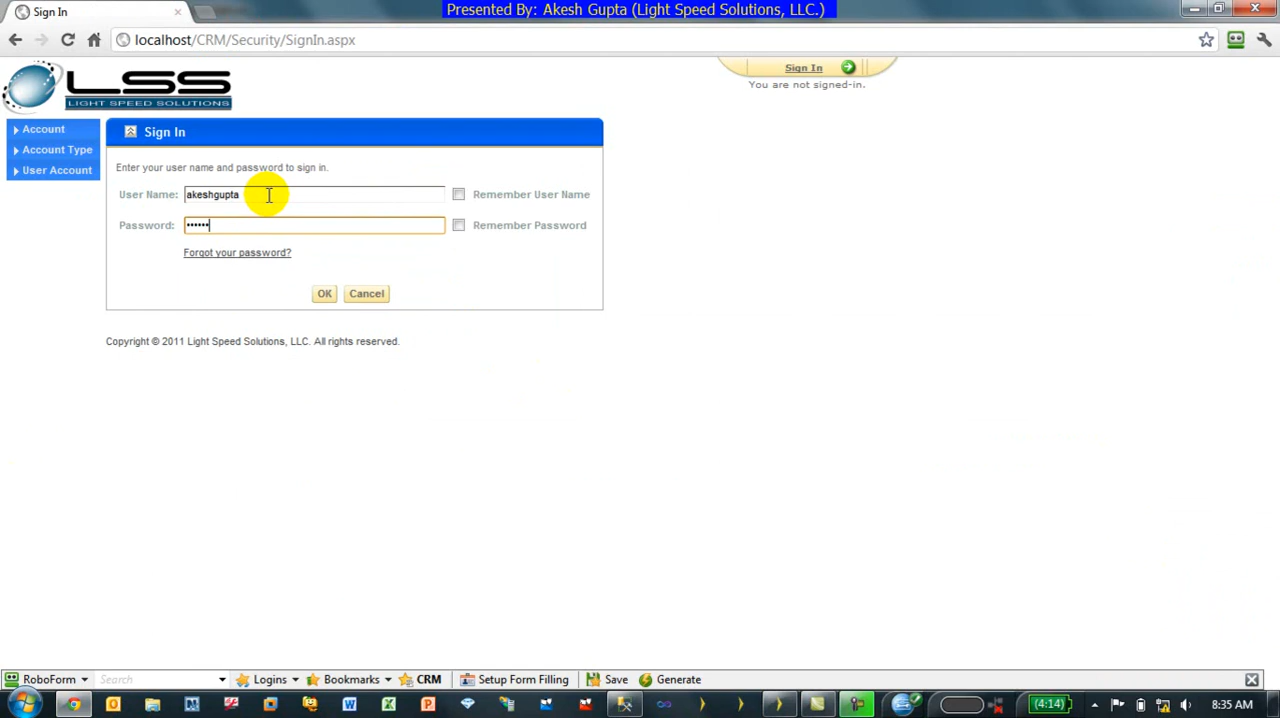 Presented By: Akesh Gupta (Light Speed Solutions, LLC.)
Sign In
localhost/CRM/Security/SignIn.aspx
LSS
LIGHT SPEED SOLUTIONS
Sign In
You are not signed-in.
Account
Account Type
User Account
Sign In
Enter your user name and password to sign in.
User Name: akeshgupta Remember User Name
Password: •••••• Remember Password
Forgot your password?
OK Cancel
Copyright © 2011 Light Speed Solutions, LLC. All rights reserved.
RoboForm Search Logins Bookmarks CRM Setup Form Filling Save Generate
(4:14) 8:35 AM